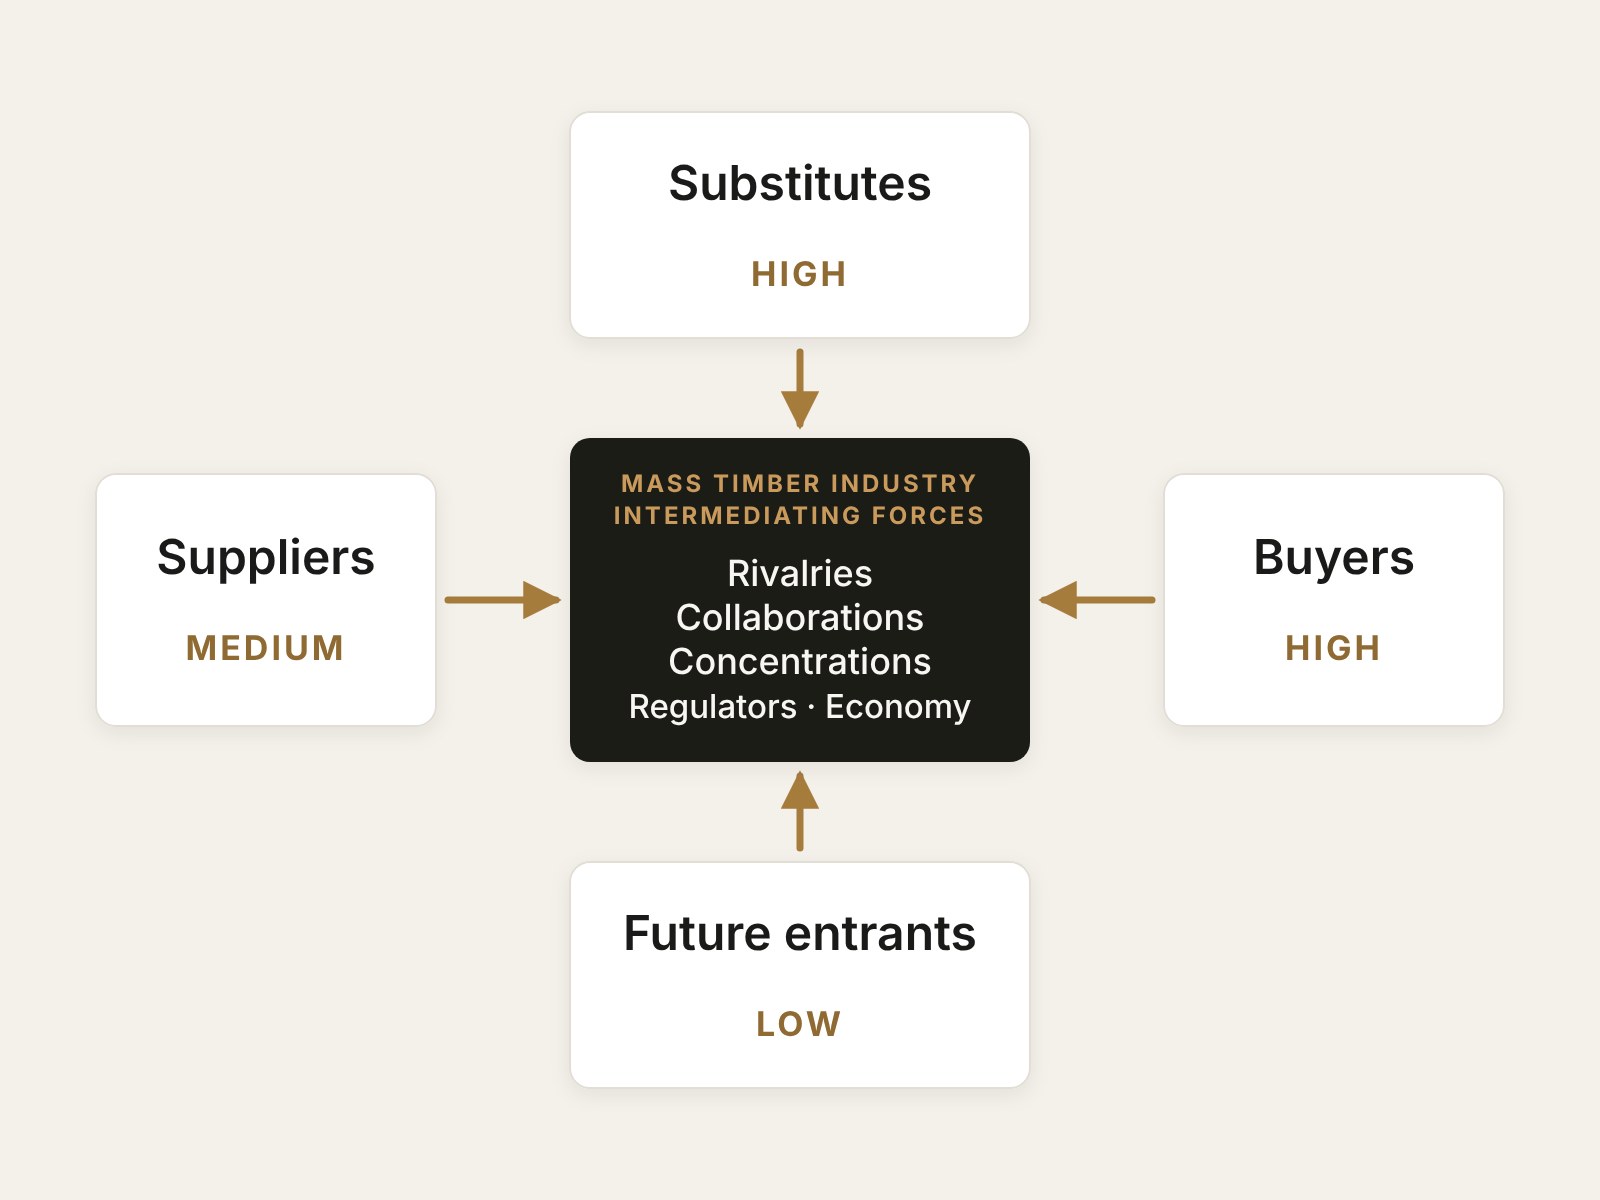 Substitutes
HIGH
MASS TIMBER INDUSTRY
INTERMEDIATING FORCES
Rivalries
Collaborations
Concentrations
Regulators · Economy
Suppliers
MEDIUM
Buyers
HIGH
Future entrants
LOW